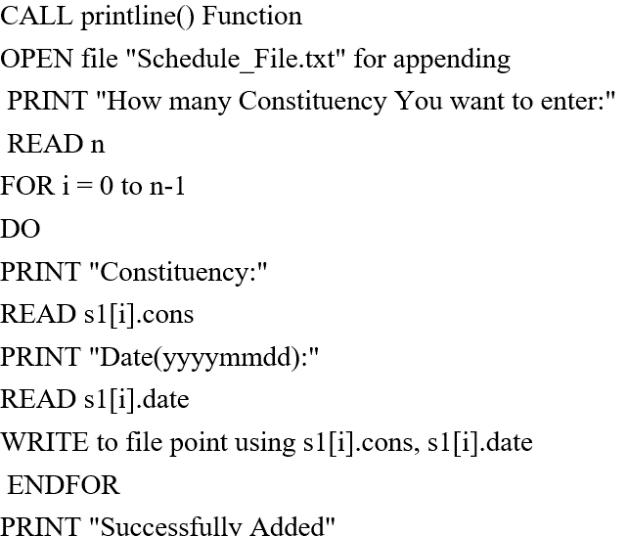 CALL printline() Function
OPEN file "Schedule_File.txt" for appending
PRINT "How many Constituency You want to enter:"
READ n
FOR i = 0 to n-1
DO
PRINT "Constituency:"
READ s1[i].cons
PRINT "Date(yyyymmdd):"
READ s1[i].date
WRITE to file point using s1[i].cons, s1[i].date
ENDFOR
PRINT "Successfully Added"